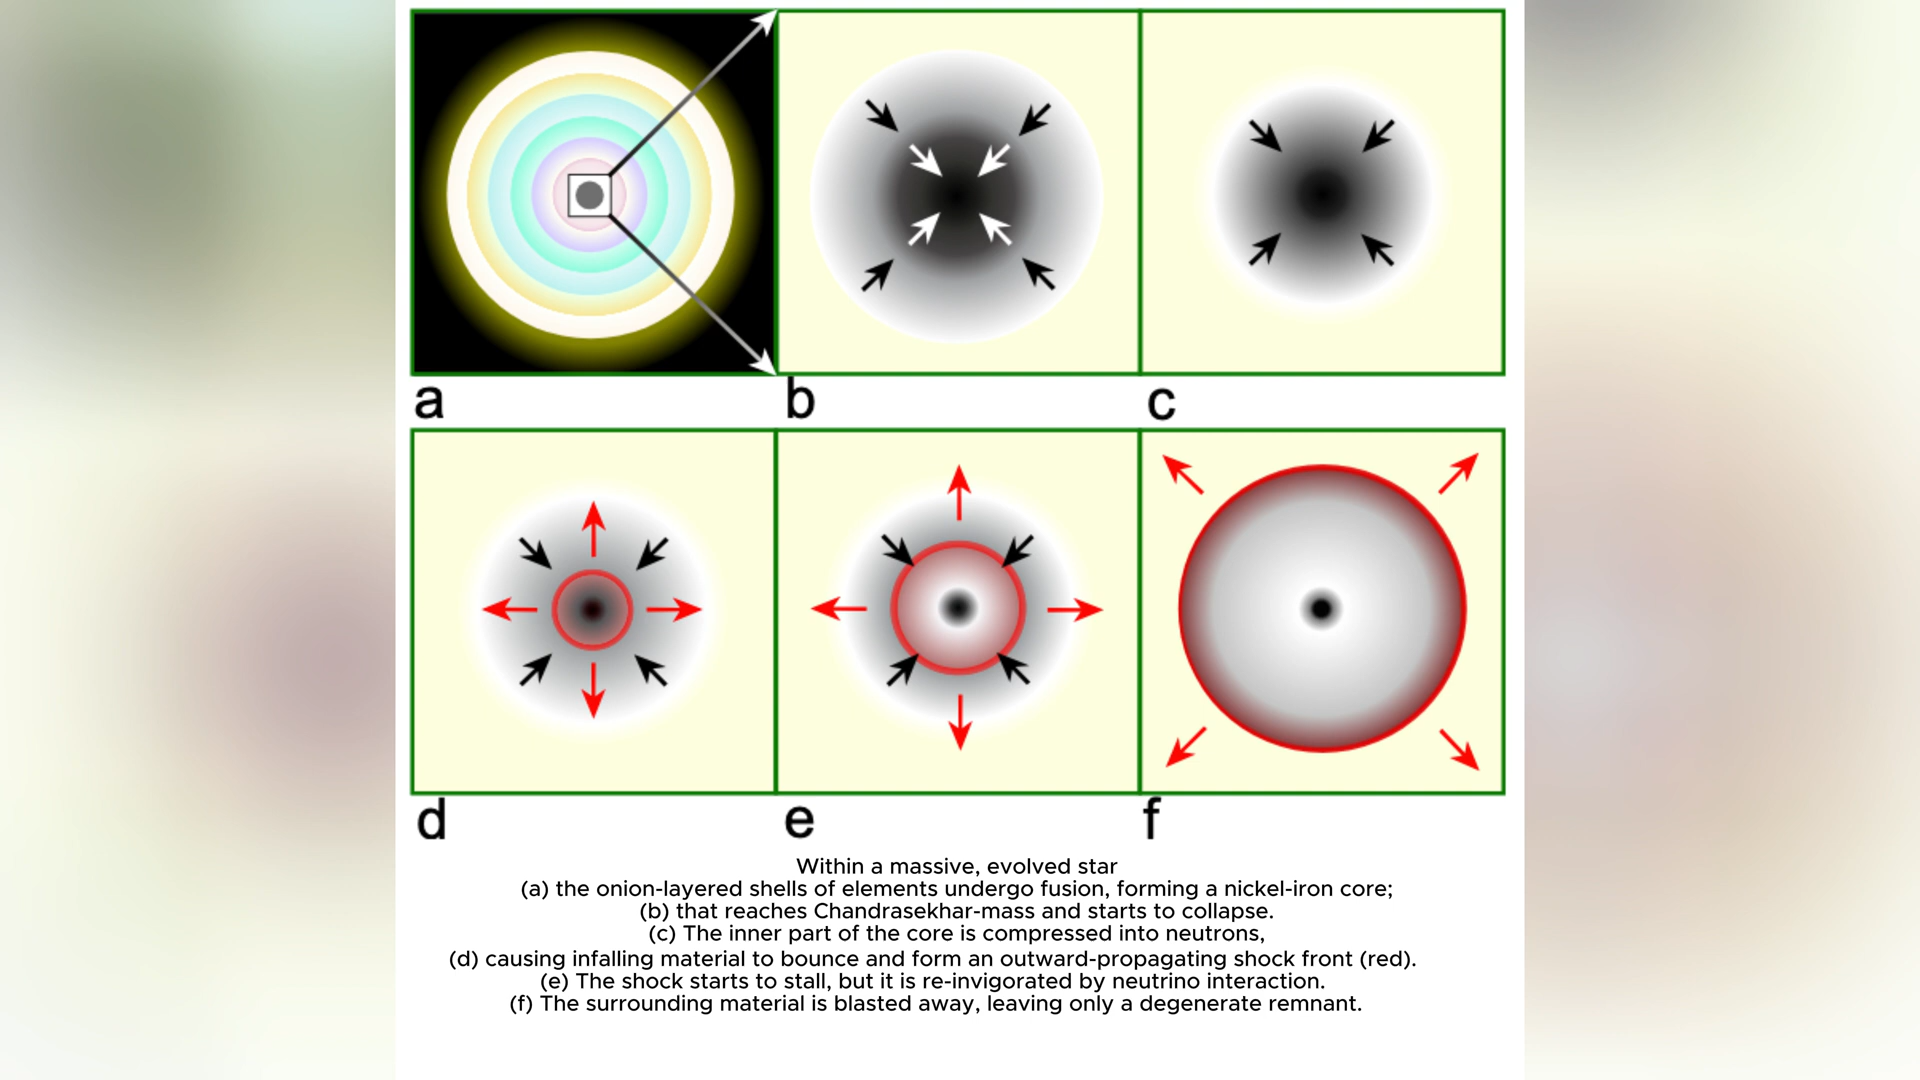 a
b
c
d
e
f
Within a massive, evolved star
(a) the onion-layered shells of elements undergo fusion, forming a nickel-iron core;
(b) that reaches Chandrasekhar-mass and starts to collapse.
(c) The inner part of the core is compressed into neutrons,
(d) causing infalling material to bounce and form an outward-propagating shock front (red).
(e) The shock starts to stall, but it is re-invigorated by neutrino interaction.
(f) The surrounding material is blasted away, leaving only a degenerate remnant.